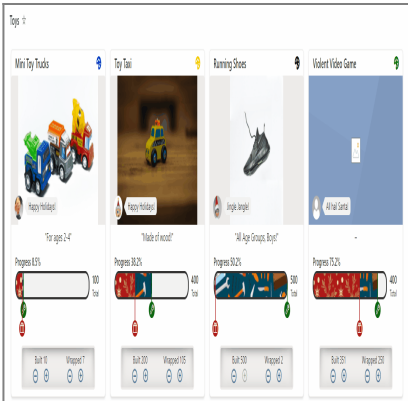 Toys
Mini Toy Trucks
Happy Holidays!
"For ages 2-4"
Progress 8.5%
100
Total
Built 10 Wrapped 7
Toy Taxi
Happy Holidays!
"Made of wood!"
Progress 38.2%
400
Total
Built 200 Wrapped 105
Running Shoes
Jingle Jangle!
"All Age Groups, Boys!"
Progress 50.2%
500
Total
Built 500 Wrapped 2
Violent Video Game
All hail Santa!
--
Progress 75.2%
400
Total
Built 351 Wrapped 250